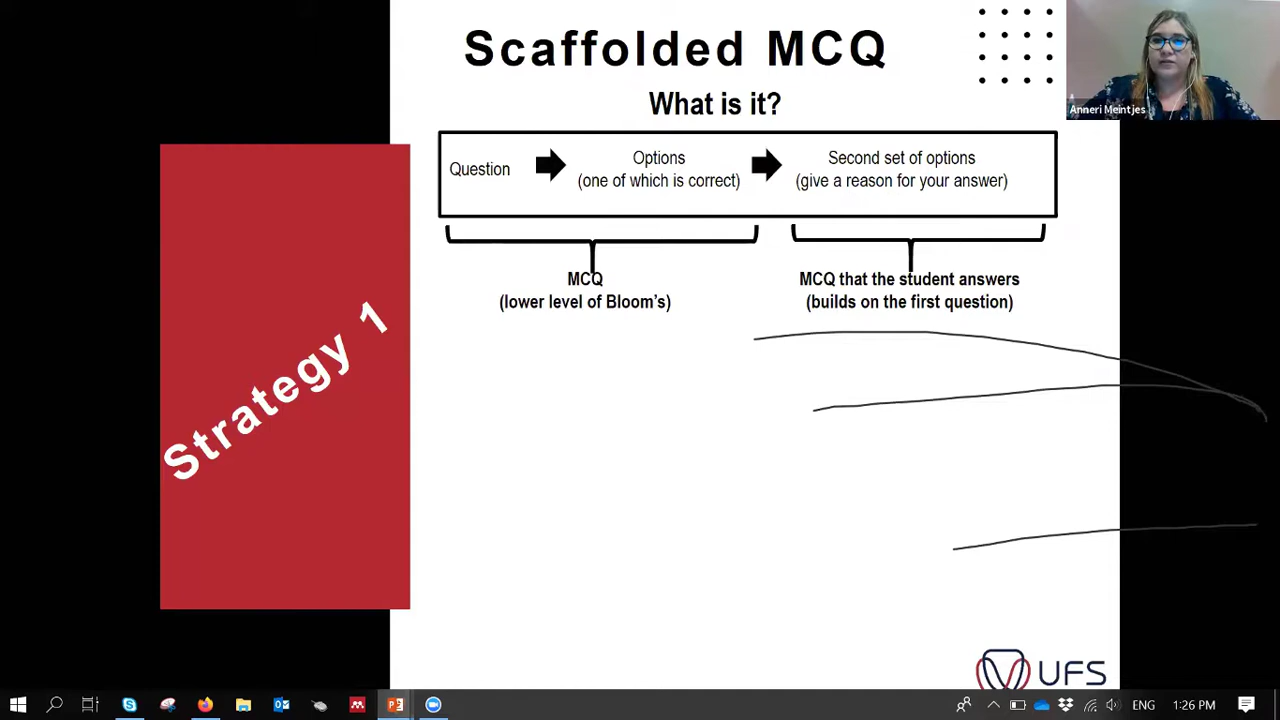 Scaffolded MCQ
What is it?
Anneri Meintjes
Question
Options
(one of which is correct)
Second set of options
(give a reason for your answer)
MCQ
(lower level of Bloom's)
MCQ that the student answers
(builds on the first question)
Strategy 1
UFS
ENG
1:26 PM